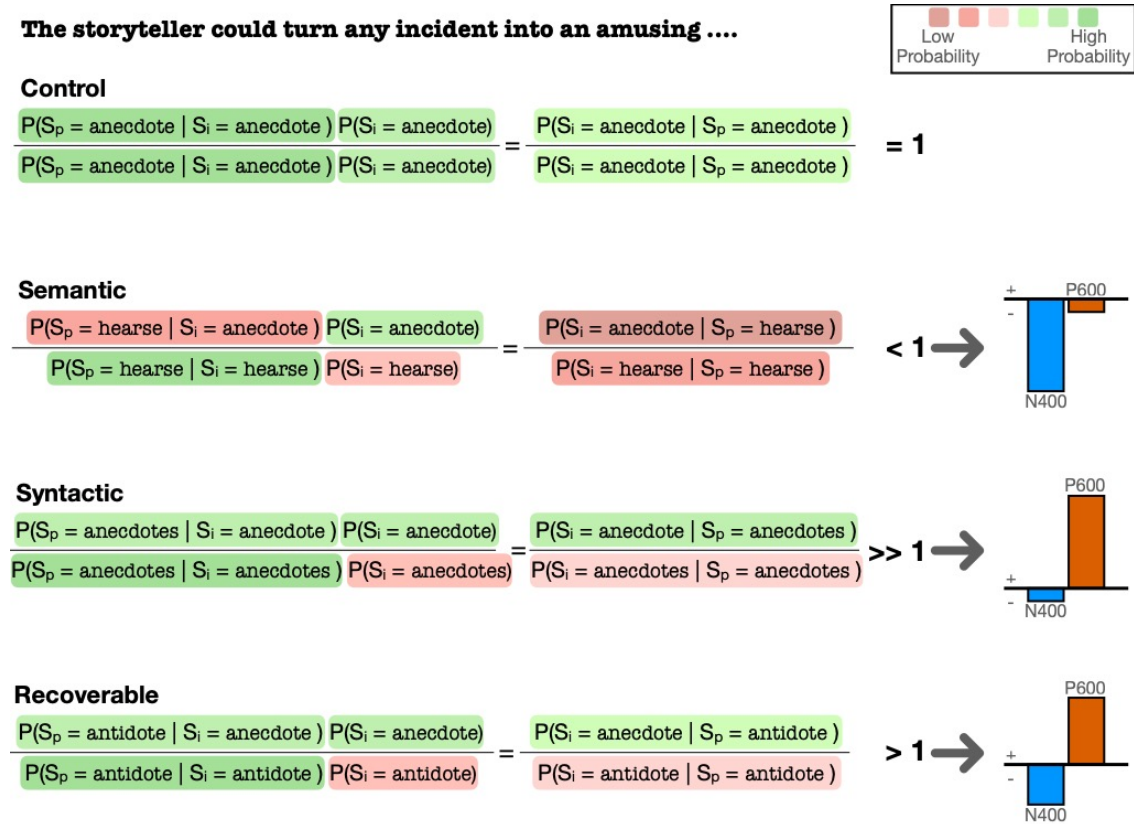 The storyteller could turn any incident into an amusing ....
Low Probability High Probability
Control
P(Sp = anecdote | Si = anecdote ) P(Si = anecdote) = P(Si = anecdote | Sp = anecdote ) = 1
P(Sp = anecdote | Si = anecdote ) P(Si = anecdote) P(Si = anecdote | Sp = anecdote )
Semantic
P(Sp = hearse | Si = anecdote ) P(Si = anecdote) = P(Si = anecdote | Sp = hearse ) < 1
P(Sp = hearse | Si = hearse ) P(Si = hearse) P(Si = hearse | Sp = hearse )
+ P600
-
N400
Syntactic
P(Sp = anecdotes | Si = anecdote ) P(Si = anecdote) = P(Si = anecdote | Sp = anecdotes ) >> 1
P(Sp = anecdotes | Si = anecdotes ) P(Si = anecdotes) P(Si = anecdotes | Sp = anecdotes )
P600
+
-
N400
Recoverable
P(Sp = antidote | Si = anecdote ) P(Si = anecdote) = P(Si = anecdote | Sp = antidote ) > 1
P(Sp = antidote | Si = antidote ) P(Si = antidote) P(Si = antidote | Sp = antidote )
P600
+
-
N400